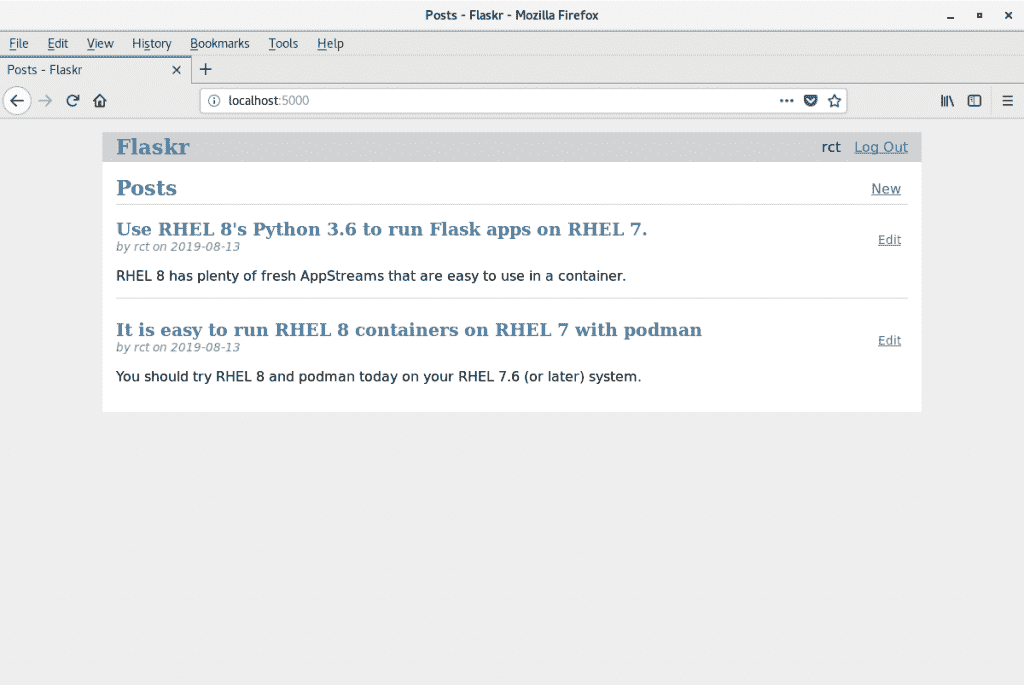 Posts - Flaskr - Mozilla Firefox
File Edit View History Bookmarks Tools Help
Posts - Flaskr
localhost:5000
Flaskr rct Log Out
Posts New
Use RHEL 8's Python 3.6 to run Flask apps on RHEL 7.
by rct on 2019-08-13
Edit
RHEL 8 has plenty of fresh AppStreams that are easy to use in a container.
It is easy to run RHEL 8 containers on RHEL 7 with podman
by rct on 2019-08-13
Edit
You should try RHEL 8 and podman today on your RHEL 7.6 (or later) system.